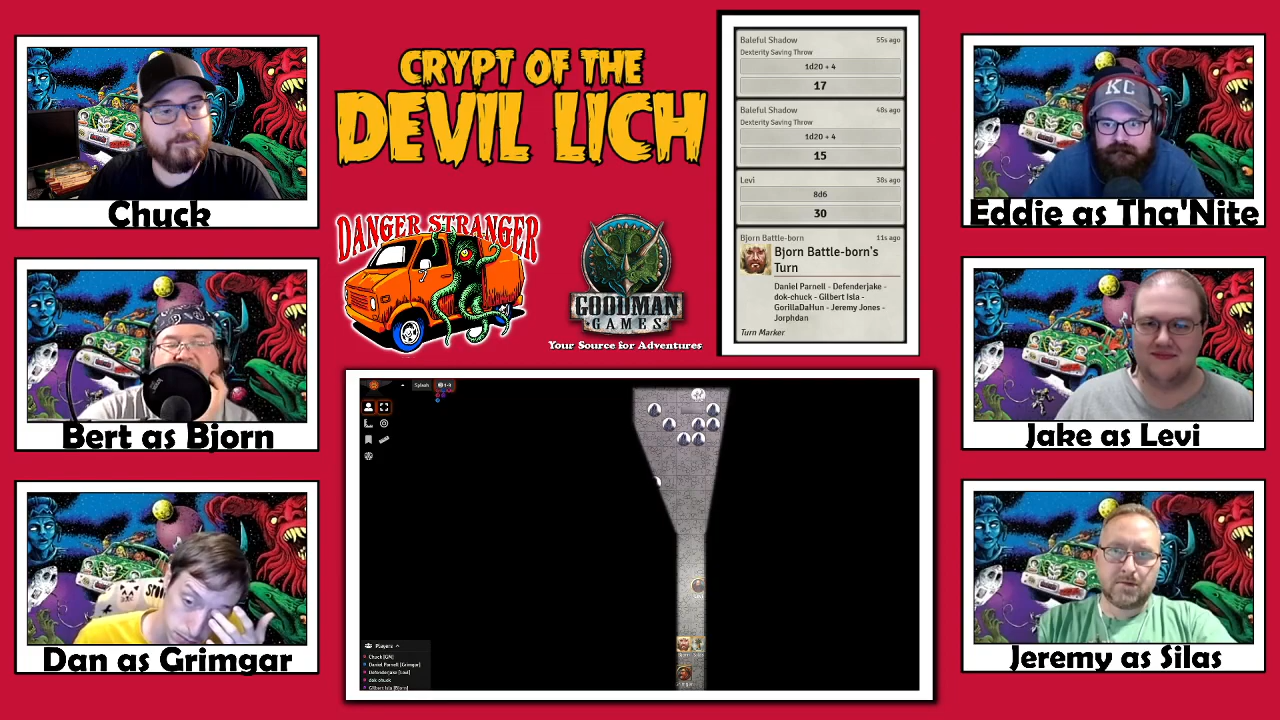 Chuck
Bert as Bjorn
Dan as Grimgar
CRYPT OF THE
DEVIL LICH
DANGER STRANGER
GOODMAN
GAMES
Your Source for Adventures
Baleful Shadow 55s ago
Dexterity Saving Throw
1d20 + 4
17
Baleful Shadow 48s ago
Dexterity Saving Throw
1d20 + 4
15
Levi 38s ago
8d6
30
Bjorn Battle-born 11s ago
Bjorn Battle-born's
Turn
Daniel Parnell - Defenderjake -
dok-chuck - Gilbert Isla -
GorillaDaHun - Jeremy Jones -
Jorphdan
Turn Marker
Splash
Players
Chuck [GM]
Daniel Parnell [Grimgar]
Defenderjake [Levi]
dok chuck
Gilbert Isla [Bjorn]
KC
Eddie as Tha'Nite
Jake as Levi
Jeremy as Silas